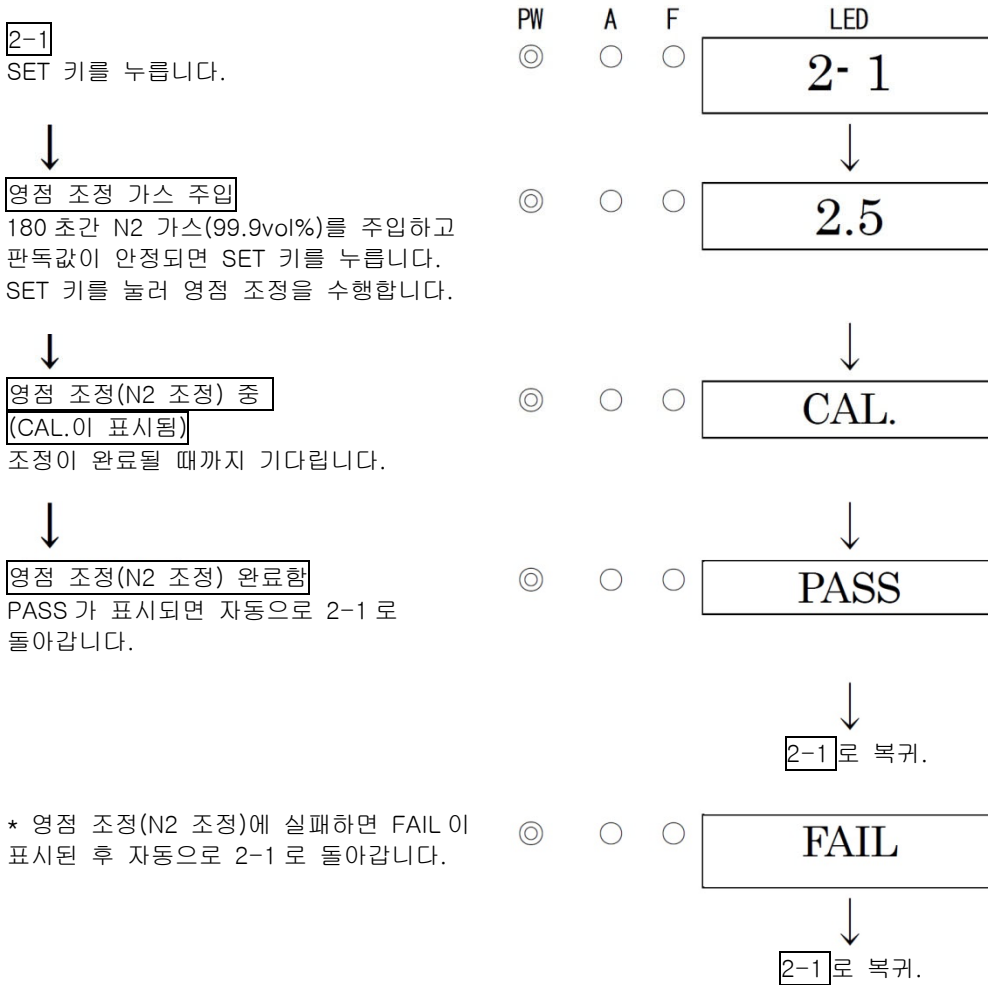 PW A F LED
2-1
SET 키를 누릅니다.
2- 1
영점 조정 가스 주입
180 초간 N2 가스(99.9vol%)를 주입하고
판독값이 안정되면 SET 키를 누릅니다.
SET 키를 눌러 영점 조정을 수행합니다.
2.5
영점 조정(N2 조정) 중
(CAL.이 표시됨)
조정이 완료될 때까지 기다립니다.
CAL.
영점 조정(N2 조정) 완료함
PASS 가 표시되면 자동으로 2-1 로
돌아갑니다.
PASS
2-1 로 복귀.
* 영점 조정(N2 조정)에 실패하면 FAIL 이
표시된 후 자동으로 2-1 로 돌아갑니다.
FAIL
2-1 로 복귀.